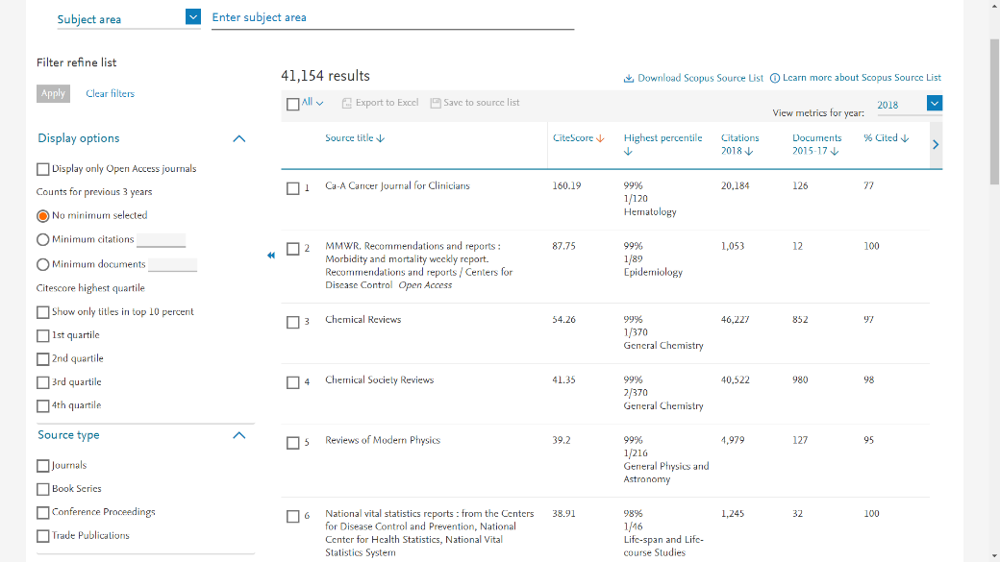 Subject area
Enter subject area
Filter refine list
Apply
Clear filters
Display options
Display only Open Access journals
Counts for previous 3 years
No minimum selected
Minimum citations
Minimum documents
Citescore highest quartile
Show only titles in top 10 percent
1st quartile
2nd quartile
3rd quartile
4th quartile
Source type
Journals
Book Series
Conference Proceedings
Trade Publications
41,154 results
Download Scopus Source List
Learn more about Scopus Source List
All
Export to Excel
Save to source list
View metrics for year:
2018
Source title
CiteScore
Highest percentile
Citations
2018
Documents
2015-17
% Cited
1
Ca-A Cancer Journal for Clinicians
160.19
99%
1/120
Hematology
20,184
126
77
2
MMWR. Recommendations and reports :
Morbidity and mortality weekly report.
Recommendations and reports / Centers for
Disease Control Open Access
87.75
99%
1/89
Epidemiology
1,053
12
100
3
Chemical Reviews
54.26
99%
1/370
General Chemistry
46,227
852
97
4
Chemical Society Reviews
41.35
99%
2/370
General Chemistry
40,522
980
98
5
Reviews of Modern Physics
39.2
99%
1/216
General Physics and
Astronomy
4,979
127
95
6
National vital statistics reports : from the Centers
for Disease Control and Prevention, National
Center for Health Statistics, National Vital
Statistics System
38.91
98%
1/46
Life-span and Life-
course Studies
1,245
32
100